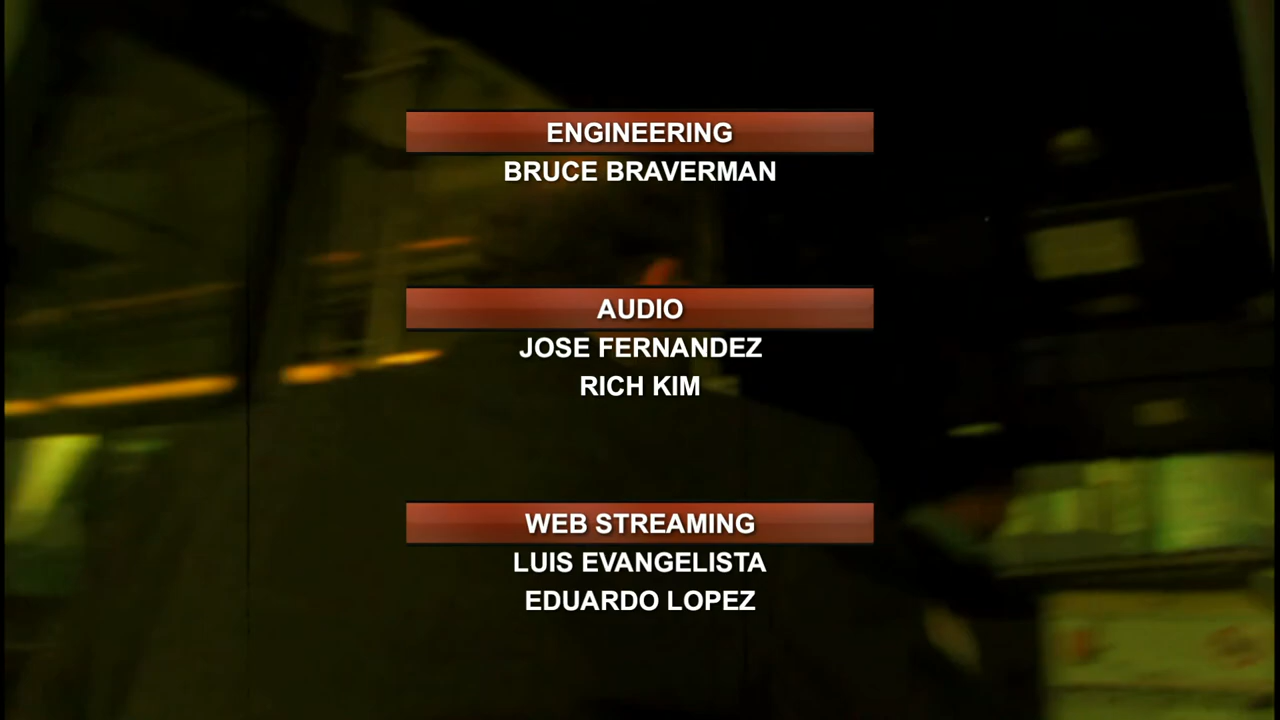 ENGINEERING
BRUCE BRAVERMAN
AUDIO
JOSE FERNANDEZ
RICH KIM
WEB STREAMING
LUIS EVANGELISTA
EDUARDO LOPEZ